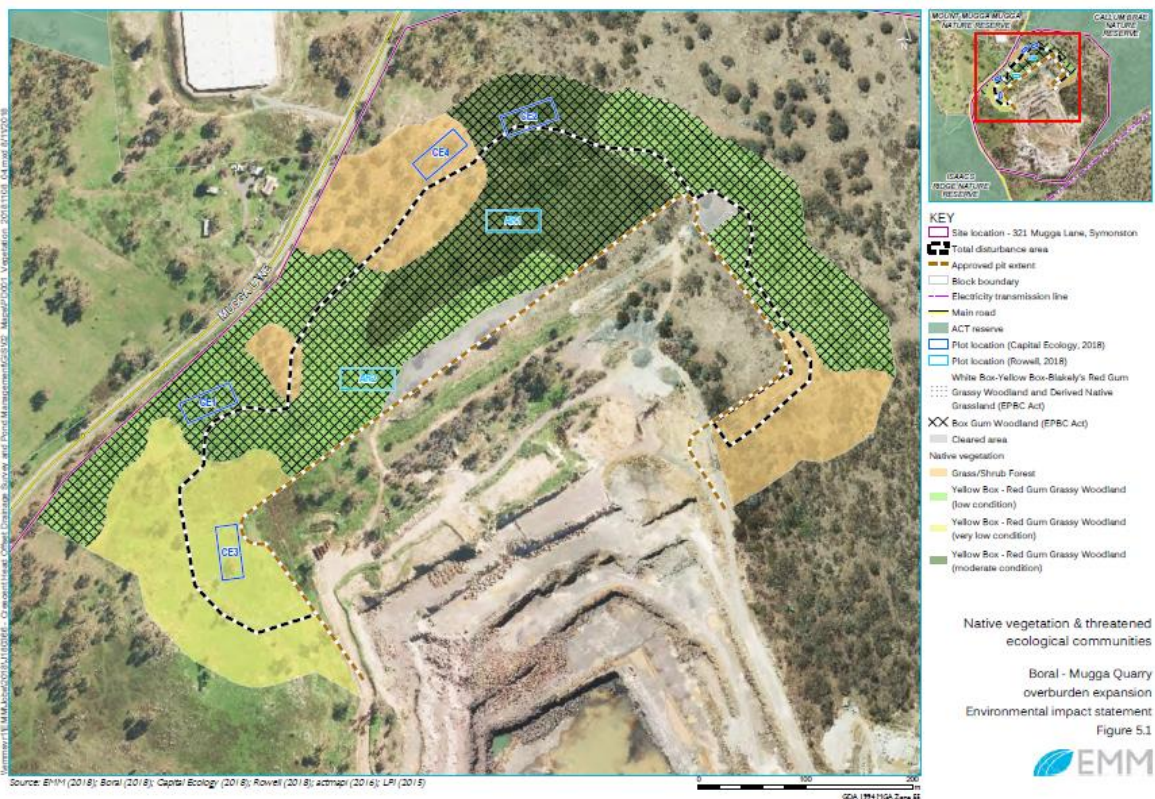 MOUNT MUGGA MUGGA
NATURE RESERVE
CALLUM BRAE
NATURE
RESERVE
ISAACS
RIDGE NATURE
RESERVE
CE2
CE4
MUGGA LANE
CE1
CE3
KEY
Site location - 321 Mugga Lane, Symonston
Total disturbance area
Approved pit extent
Block boundary
Electricity transmission line
Main road
ACT reserve
Plot location (Capital Ecology, 2018)
Plot location (Rowell, 2018)
White Box-Yellow Box-Blakely's Red Gum
Grassy Woodland and Derived Native
Grassland (EPBC Act)
Box Gum Woodland (EPBC Act)
Cleared area
Native vegetation
Grass/Shrub Forest
Yellow Box - Red Gum Grassy Woodland
(low condition)
Yellow Box - Red Gum Grassy Woodland
(very low condition)
Yellow Box - Red Gum Grassy Woodland
(moderate condition)
Native vegetation & threatened
ecological communities
Boral - Mugga Quarry
overburden expansion
Environmental impact statement
Figure 5.1
EMM
Source: EMM (2018); Boral (2018); Capital Ecology (2018); Rowell (2018); actmapi (2016); LPI (2015)
0 100 200
m
GDA 1994 MGA Zone 55